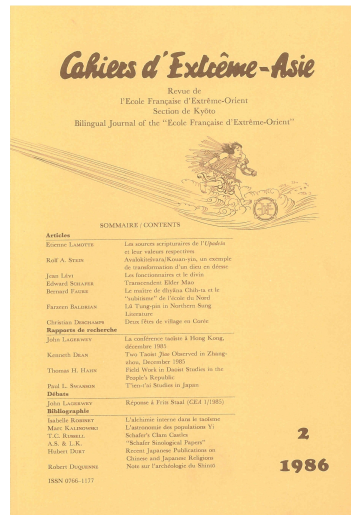 Cahiers d'Extrême-Asie
Revue de
l'Ecole Française d'Extrême-Orient
Section de Kyōto
Bilingual Journal of the "Ecole Française d'Extrême-Orient"
SOMMAIRE / CONTENTS
Articles
Étienne LAMOTTE Les sources scripturaires de l'Upadeśa
et leur valeurs respectives
Rolf A. STEIN Avalokiteśvara/Kouan-yin, un exemple
de transformation d'un dieu en déesse
Jean LÉVI Les fonctionnaires et le divin
Edward SCHAFER Transcendent Elder Mao
Bernard FAURE Le maître de dhyāna Chih-ta et le
"subitisme" de l'école du Nord
Farzeen BALDRIAN Lü Tung-pin in Northern Sung
Literature
Christian DESCHAMPS Deux fêtes de village en Corée
Rapports de recherche
John LAGERWEY La conférence taoïste à Hong Kong,
décembre 1985
Kenneth DEAN Two Taoist Jiao Observed in Zhang-
zhou, December 1985
Thomas H. HAHN Field Work in Daoist Studies in the
People's Republic
Paul L. SWANSON T'ien-t'ai Studies in Japan
Débats
John LAGERWEY Réponse à Frits Staal (CEA 1/1985)
Bibliographie
Isabelle ROBINET L'alchimie interne dans le taoïsme
Marc KALINOWSKI L'astronomie des populations Yi
T.C. RUSSELL Schafer's Clam Castles
A.S. & L.K. "Schafer Sinological Papers"
Hubert DURT Recent Japanese Publications on
Chinese and Japanese Religions
Robert DUQUENNE Note sur l'archéologie du Shintō
ISSN 0766-1177
2
1986